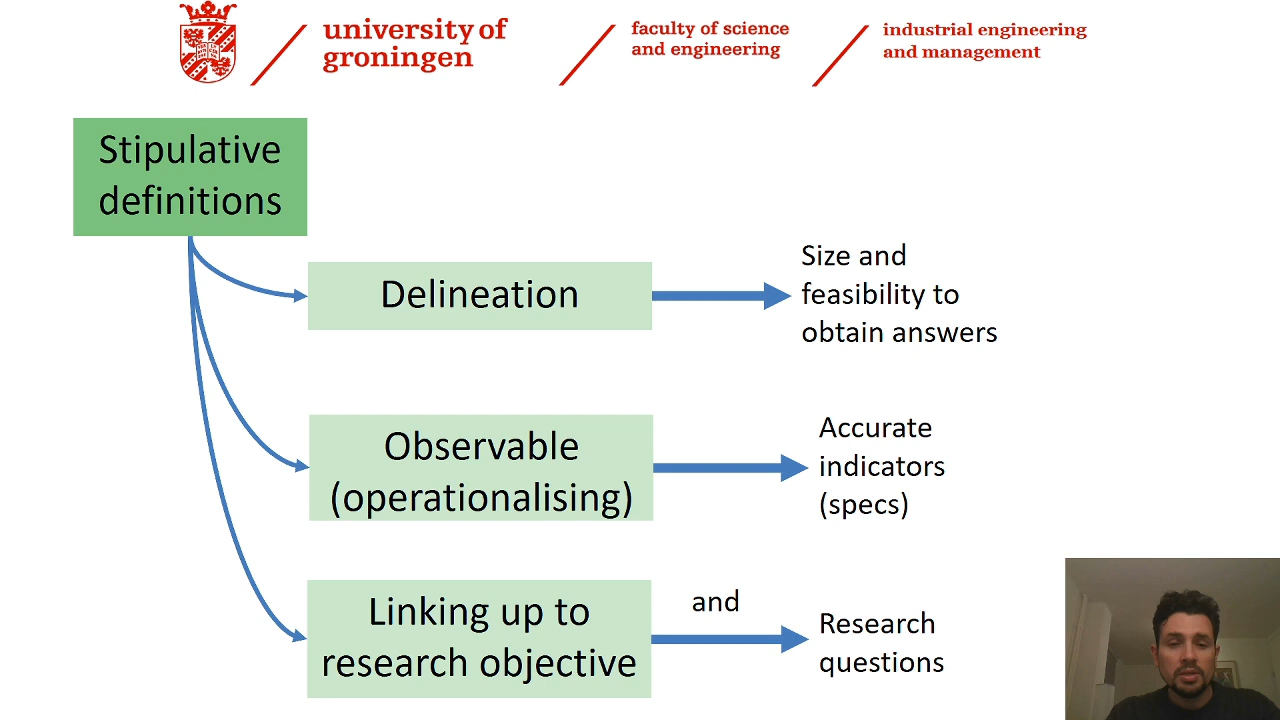 university of
groningen
faculty of science
and engineering
industrial engineering
and management
Stipulative
definitions
Delineation
Size and
feasibility to
obtain answers
Observable
(operationalising)
Accurate
indicators
(specs)
Linking up to
research objective
and
Research
questions